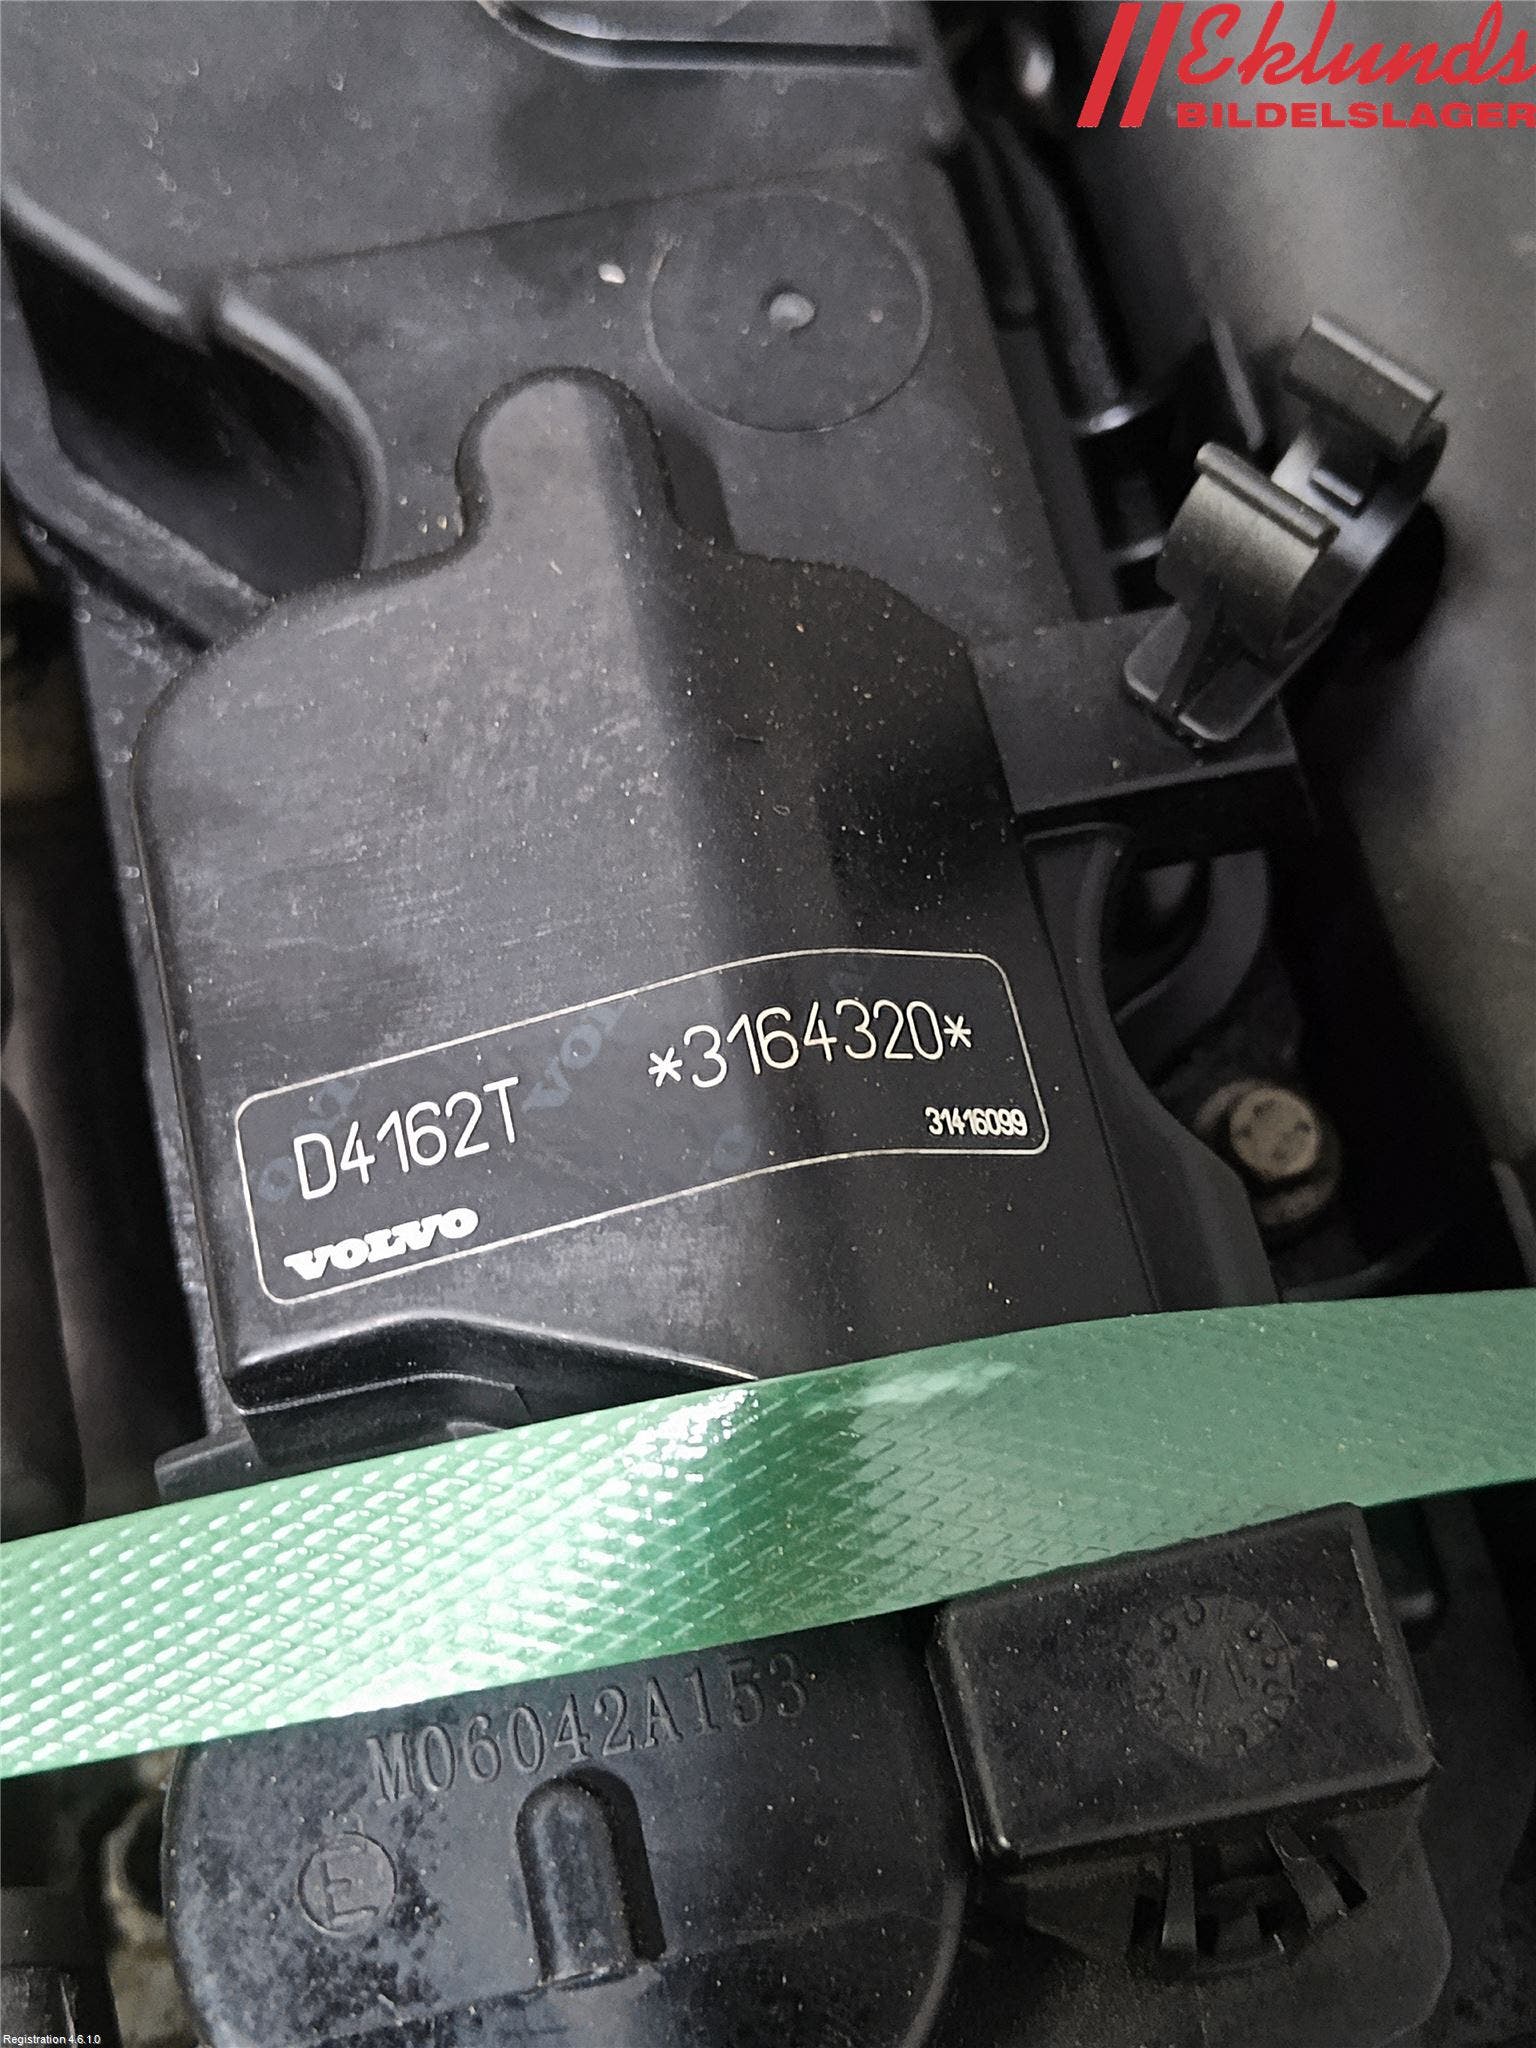 Eklunds
BILDELSLAGER
D4162T *3164320*
31416099
VOLVO
M06042A153
E
Registration 4.6.1.0